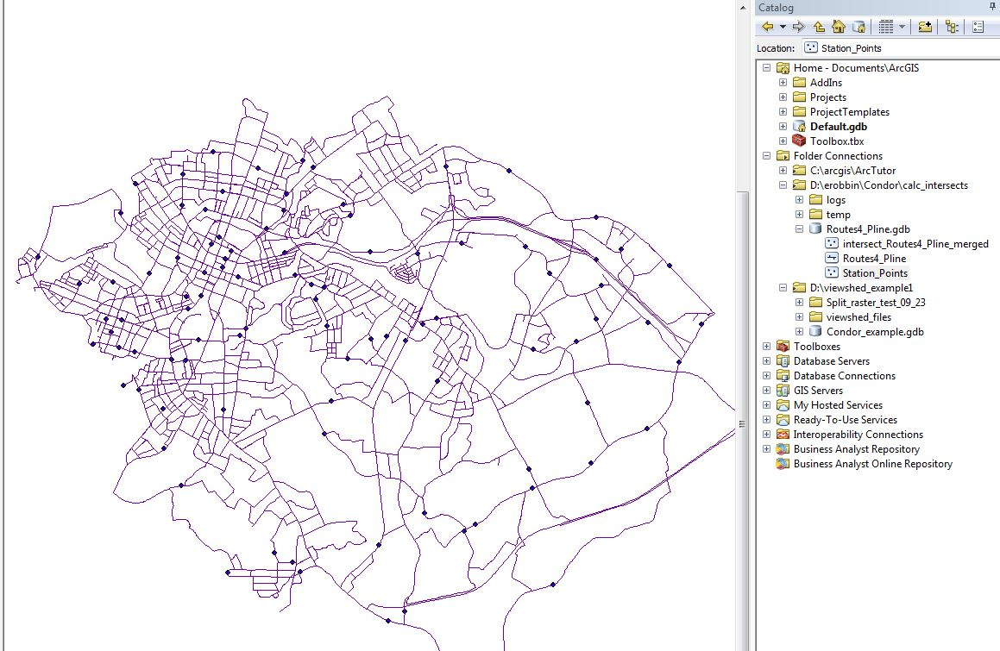 Catalog
Location: Station_Points
Home - Documents\ArcGIS
AddIns
Projects
ProjectTemplates
Default.gdb
Toolbox.tbx
Folder Connections
C:\arcgis\ArcTutor
D:\erobbin\Condor\calc_intersects
logs
temp
Routes4_Pline.gdb
intersect_Routes4_Pline_merged
Routes4_Pline
Station_Points
D:\viewshed_example1
Split_raster_test_09_23
viewshed_files
Condor_example.gdb
Toolboxes
Database Servers
Database Connections
GIS Servers
My Hosted Services
Ready-To-Use Services
Interoperability Connections
Business Analyst Repository
Business Analyst Online Repository